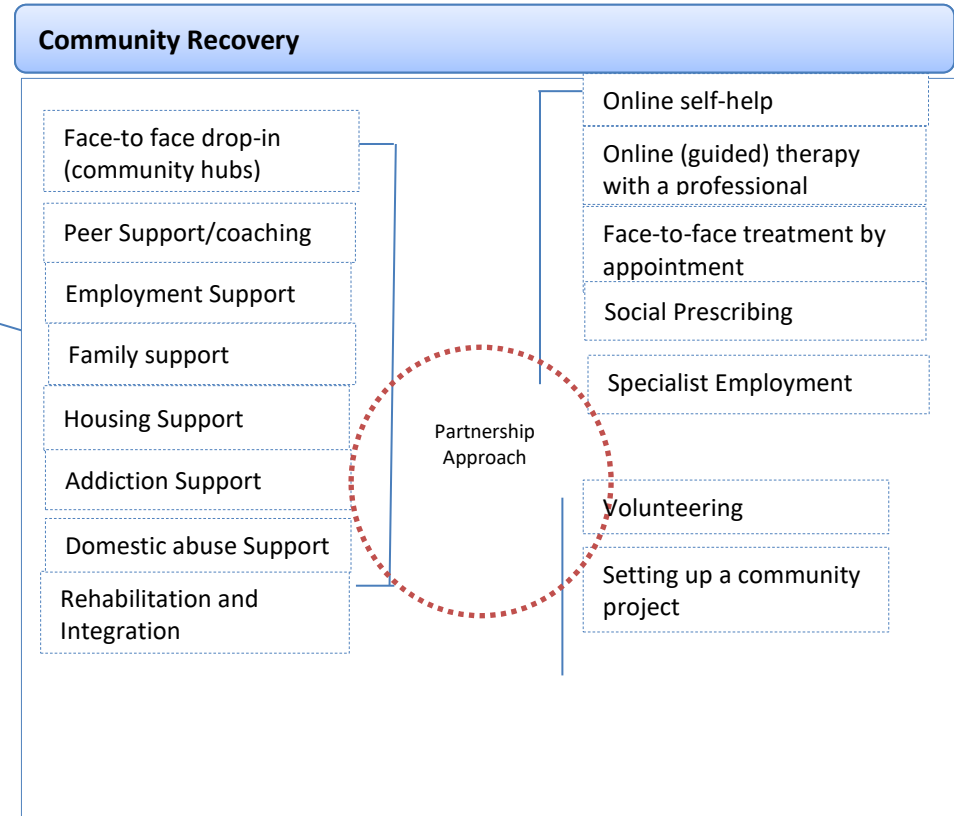 Community Recovery
Face-to face drop-in
(community hubs)
Peer Support/coaching
Employment Support
Family support
Housing Support
Addiction Support
Domestic abuse Support
Rehabilitation and
Integration
Partnership
Approach
Online self-help
Online (guided) therapy
with a professional
Face-to-face treatment by
appointment
Social Prescribing
Specialist Employment
Volunteering
Setting up a community
project